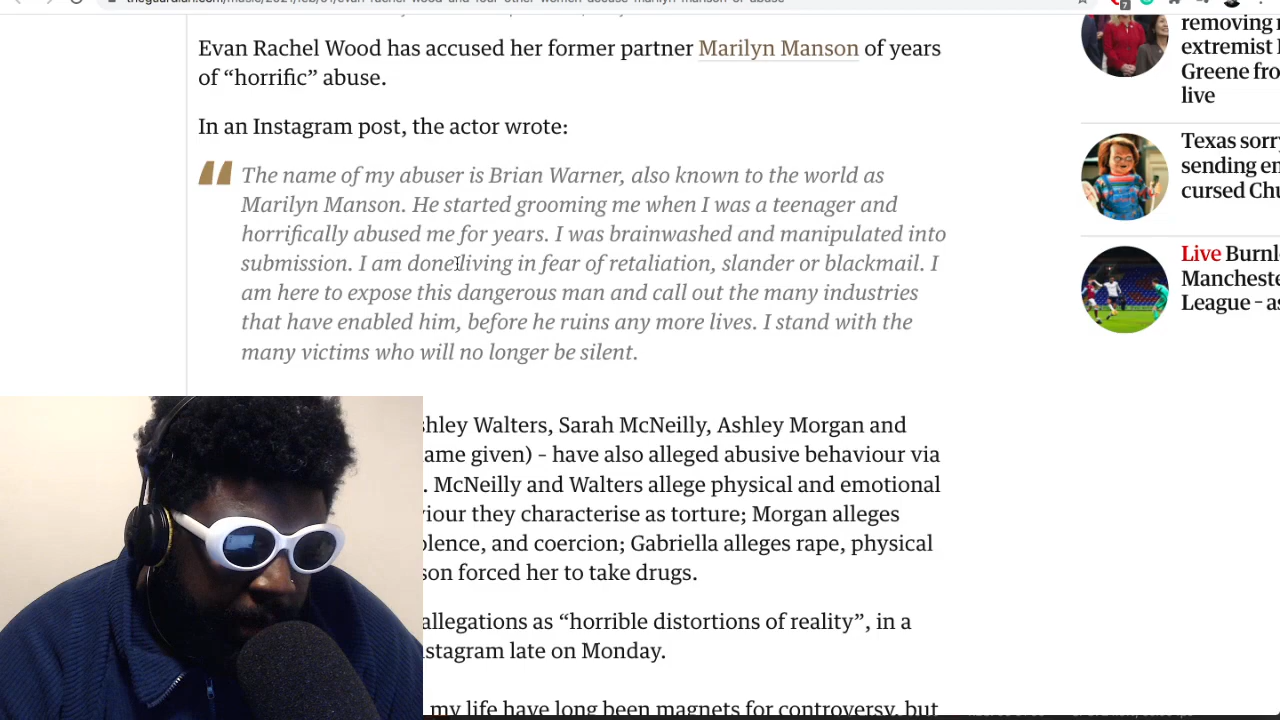 Evan Rachel Wood has accused her former partner Marilyn Manson of years
of “horrific” abuse.
In an Instagram post, the actor wrote:
The name of my abuser is Brian Warner, also known to the world as
Marilyn Manson. He started grooming me when I was a teenager and
horrifically abused me for years. I was brainwashed and manipulated into
submission. I am done living in fear of retaliation, slander or blackmail. I
am here to expose this dangerous man and call out the many industries
that have enabled him, before he ruins any more lives. I stand with the
many victims who will no longer be silent.
shley Walters, Sarah McNeilly, Ashley Morgan and
ame given) – have also alleged abusive behaviour via
. McNeilly and Walters allege physical and emotional
viour they characterise as torture; Morgan alleges
olence, and coercion; Gabriella alleges rape, physical
son forced her to take drugs.
allegations as “horrible distortions of reality”, in a
stagram late on Monday.
my life have long been magnets for controversy, but
removing
extremist
Greene fro
live
Texas sorry
sending em
cursed Chu
Live Burnl
Manchest
League – as
7